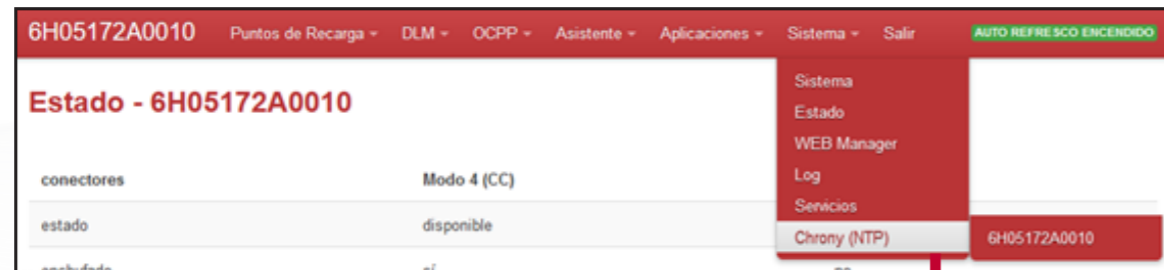 6H05172A0010 Puntos de Recarga DLM OCPP Asistente Aplicaciones Sistema Salir AUTO REFRESCO ENCENDIDO
Sistema
Estado - 6H05172A0010
Estado
WEB Manager
conectores Modo 4 (CC) Log
Servicios
estado disponible
Chrony (NTP) 6H05172A0010